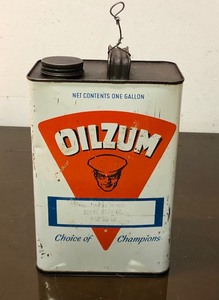 NET CONTENTS ONE GALLON
OILZUM
Choice of Champions